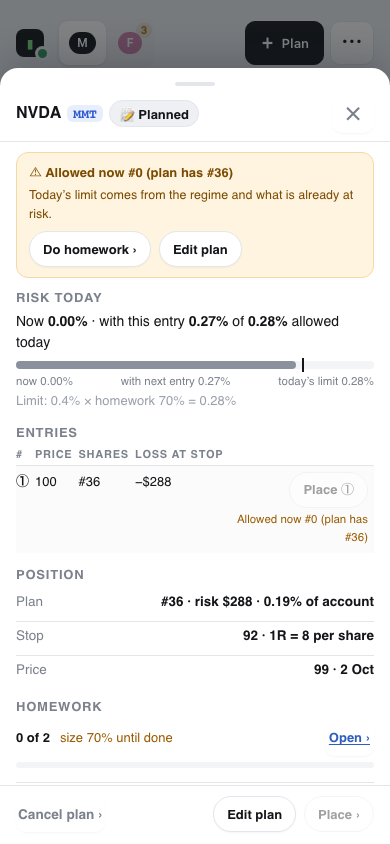 M
F
3
+ Plan
...
NVDA MMT 📝 Planned
×
⚠ Allowed now #0 (plan has #36)
Today's limit comes from the regime and what is already at
risk.
Do homework ›
Edit plan
RISK TODAY
Now 0.00% · with this entry 0.27% of 0.28% allowed
today
now 0.00%
with next entry 0.27%
today's limit 0.28%
Limit: 0.4% × homework 70% = 0.28%
ENTRIES
# PRICE SHARES LOSS AT STOP
① 100 #36 −$288 Place ①
Allowed now #0 (plan has
#36)
POSITION
Plan #36 · risk $288 · 0.19% of account
Stop 92 · 1R = 8 per share
Price 99 · 2 Oct
HOMEWORK
0 of 2 size 70% until done Open ›
Cancel plan ›
Edit plan
Place ›